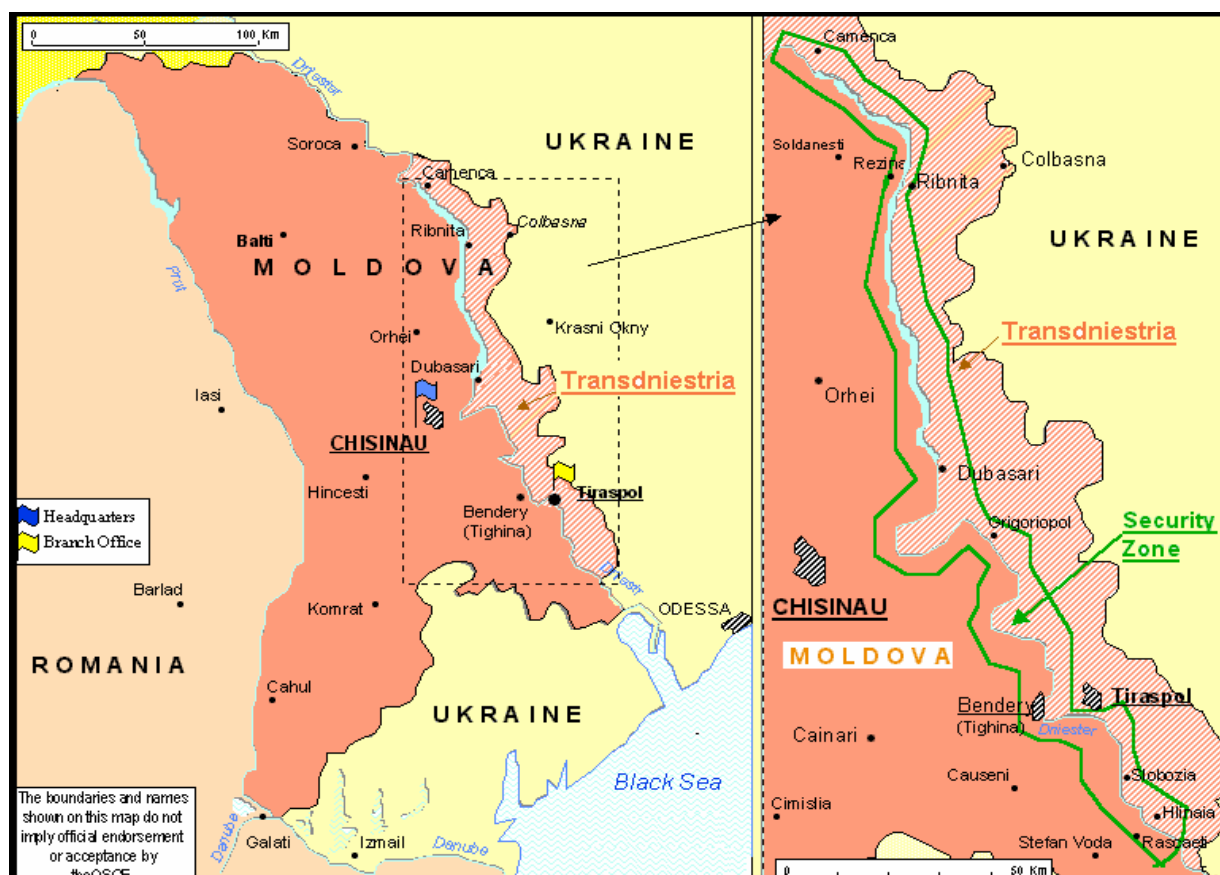 0 50 100 Km
Dniester
UKRAINE
Soroca
Camenca
Ribnita
Colbasna
Balti
MOLDOVA
Prut
Krasni Okny
Orhei
Dubasari
Iasi
Transdniestria
CHISINAU
Hincesti
Tiraspol
Bendery
(Tighina)
Headquarters
Branch Office
Barlad
Komrat
ODESSA
ROMANIA
Cahul
UKRAINE
Black Sea
The boundaries and names
shown on this map do not
imply official endorsement
or acceptance by
theOSCE
Danube
Galati
Izmail
Danube
Camenca
Soldanesti
Rezina
Ribnita
Colbasna
UKRAINE
Transdniestria
Orhei
Dubasari
Grigoriopol
Security
Zone
CHISINAU
MOLDOVA
Bendery
(Tighina)
Tiraspol
Dniester
Cainari
Causeni
Slobozia
Cimislia
Hlinaia
Stefan Voda
Rascaeti
0 50 Km